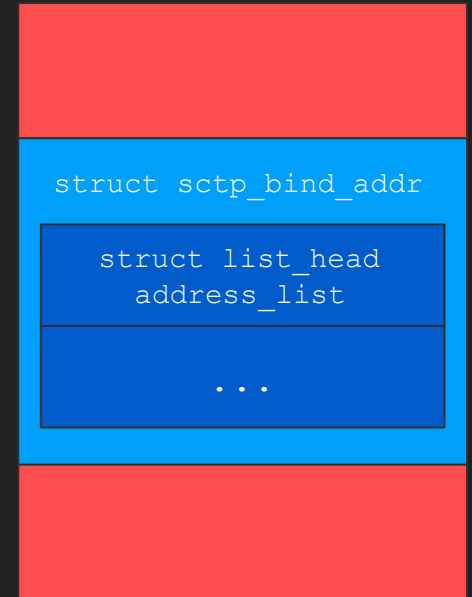 struct sctp_bind_addr
struct list_head
address_list
...